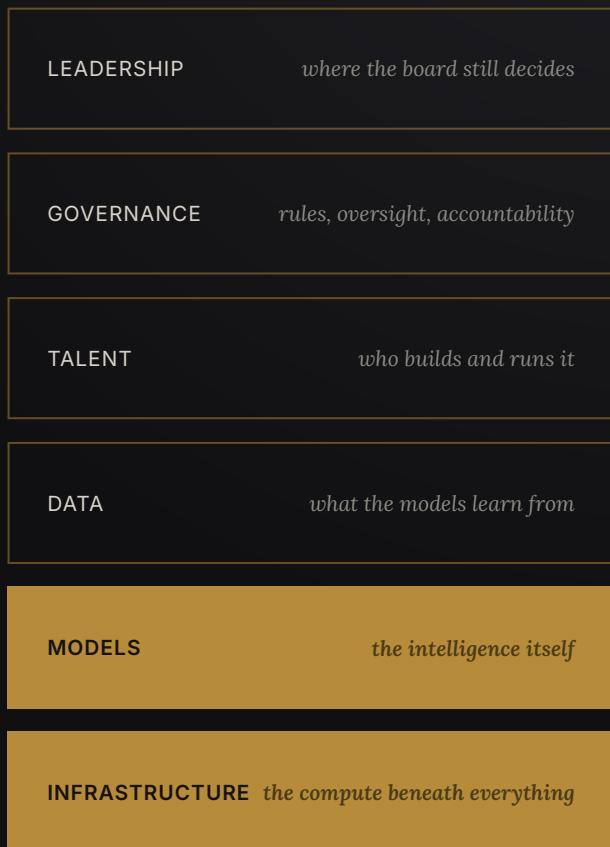 LEADERSHIP where the board still decides
GOVERNANCE rules, oversight, accountability
TALENT who builds and runs it
DATA what the models learn from
MODELS the intelligence itself
INFRASTRUCTURE the compute beneath everything